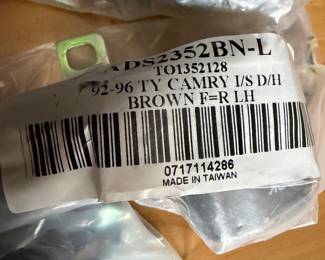 ADS2352BN-L
TO1352128
92-96 TY CAMRY I/S D/H
BROWN F=R LH
0717114286
MADE IN TAIWAN